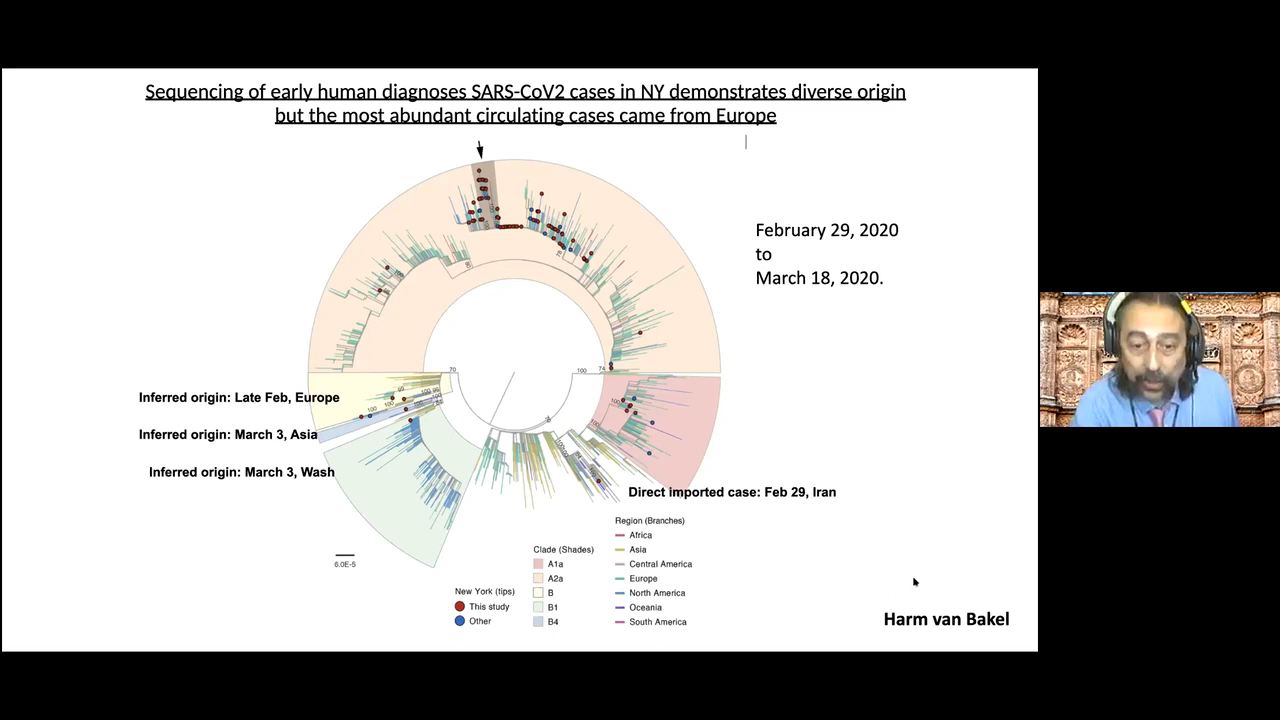 Sequencing of early human diagnoses SARS-CoV2 cases in NY demonstrates diverse origin
but the most abundant circulating cases came from Europe
February 29, 2020
to
March 18, 2020.
70
100
74
Inferred origin: Late Feb, Europe
Inferred origin: March 3, Asia
Inferred origin: March 3, Wash
Direct imported case: Feb 29, Iran
6.0E-5
New York (tips)
This study
Other
Clade (Shades)
A1a
A2a
B
B1
B4
Region (Branches)
Africa
Asia
Central America
Europe
North America
Oceania
South America
Harm van Bakel